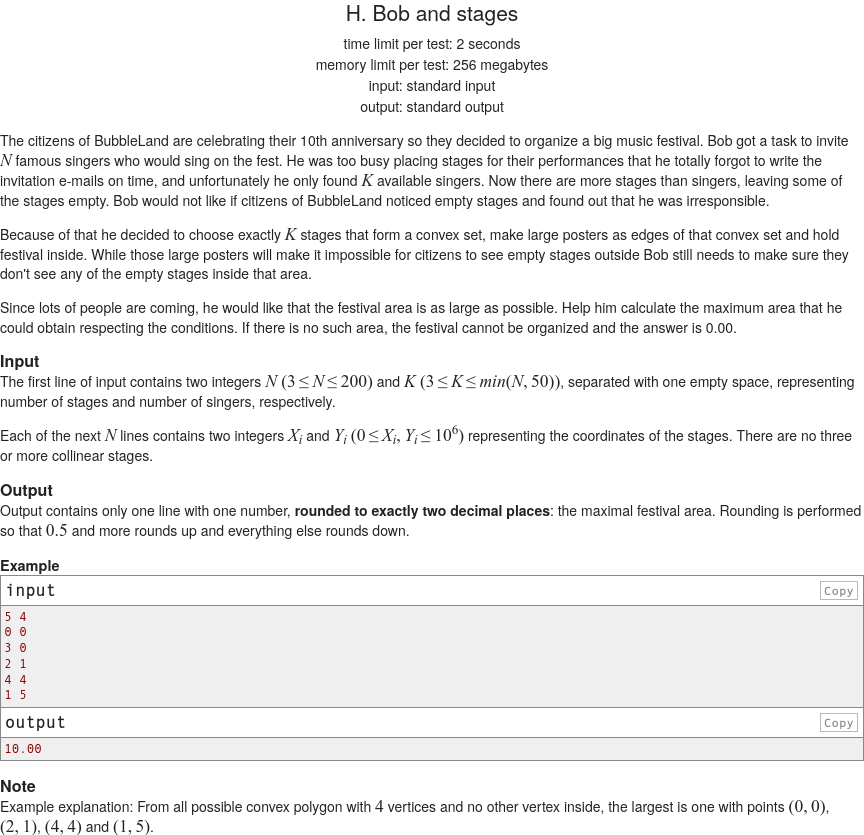 H. Bob and stages
time limit per test: 2 seconds
memory limit per test: 256 megabytes
input: standard input
output: standard output
The citizens of BubbleLand are celebrating their 10th anniversary so they decided to organize a big music festival. Bob got a task to invite
N famous singers who would sing on the fest. He was too busy placing stages for their performances that he totally forgot to write the
invitation e-mails on time, and unfortunately he only found K available singers. Now there are more stages than singers, leaving some of
the stages empty. Bob would not like if citizens of BubbleLand noticed empty stages and found out that he was irresponsible.
Because of that he decided to choose exactly K stages that form a convex set, make large posters as edges of that convex set and hold
festival inside. While those large posters will make it impossible for citizens to see empty stages outside Bob still needs to make sure they
don't see any of the empty stages inside that area.
Since lots of people are coming, he would like that the festival area is as large as possible. Help him calculate the maximum area that he
could obtain respecting the conditions. If there is no such area, the festival cannot be organized and the answer is 0.00.
Input
The first line of input contains two integers N (3 ≤ N ≤ 200) and K (3 ≤ K ≤ min(N, 50)), separated with one empty space, representing
number of stages and number of singers, respectively.
Each of the next N lines contains two integers Xi and Yi (0 ≤ Xi, Yi ≤ 10^6) representing the coordinates of the stages. There are no three
or more collinear stages.
Output
Output contains only one line with one number, rounded to exactly two decimal places: the maximal festival area. Rounding is performed
so that 0.5 and more rounds up and everything else rounds down.
Example
input Copy
5 4
0 0
3 0
2 1
4 4
1 5
output Copy
10.00
Note
Example explanation: From all possible convex polygon with 4 vertices and no other vertex inside, the largest is one with points (0, 0),
(2, 1), (4, 4) and (1, 5).